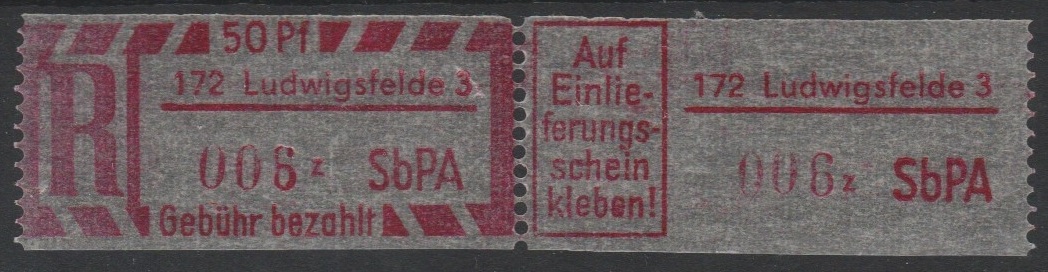 R
50 Pf
172 Ludwigsfelde 3
006 z SbPA
Gebühr bezahlt
Auf
Einlie-
ferungs-
schein
kleben!
172 Ludwigsfelde 3
006 z SbPA